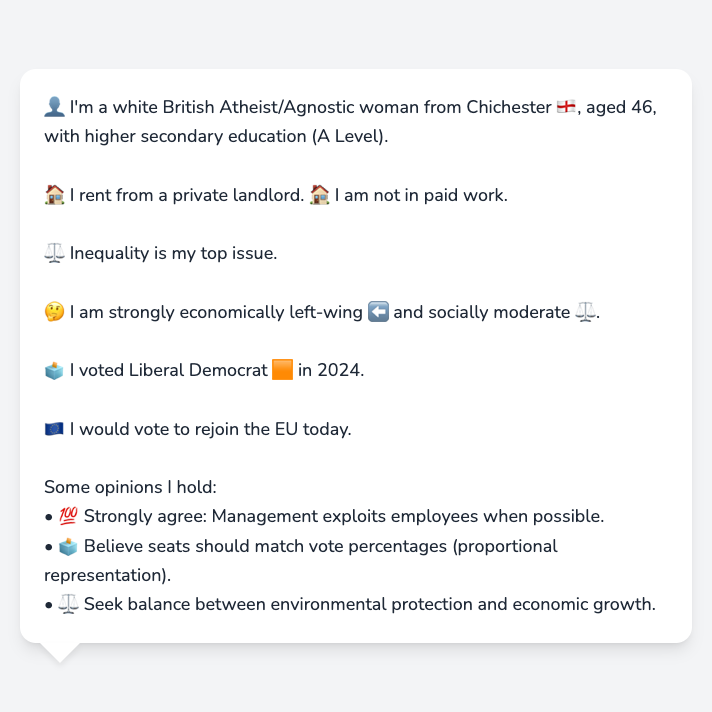 👤 I'm a white British Atheist/Agnostic woman from Chichester 🏴󠁧󠁢󠁥󠁮󠁧󠁿, aged 46,
with higher secondary education (A Level).
🏠 I rent from a private landlord. 🏠 I am not in paid work.
⚖️ Inequality is my top issue.
🤔 I am strongly economically left-wing ⬅️ and socially moderate ⚖️.
🗳️ I voted Liberal Democrat 🟧 in 2024.
🇪🇺 I would vote to rejoin the EU today.
Some opinions I hold:
• 💯 Strongly agree: Management exploits employees when possible.
• 🗳️ Believe seats should match vote percentages (proportional
representation).
• ⚖️ Seek balance between environmental protection and economic growth.